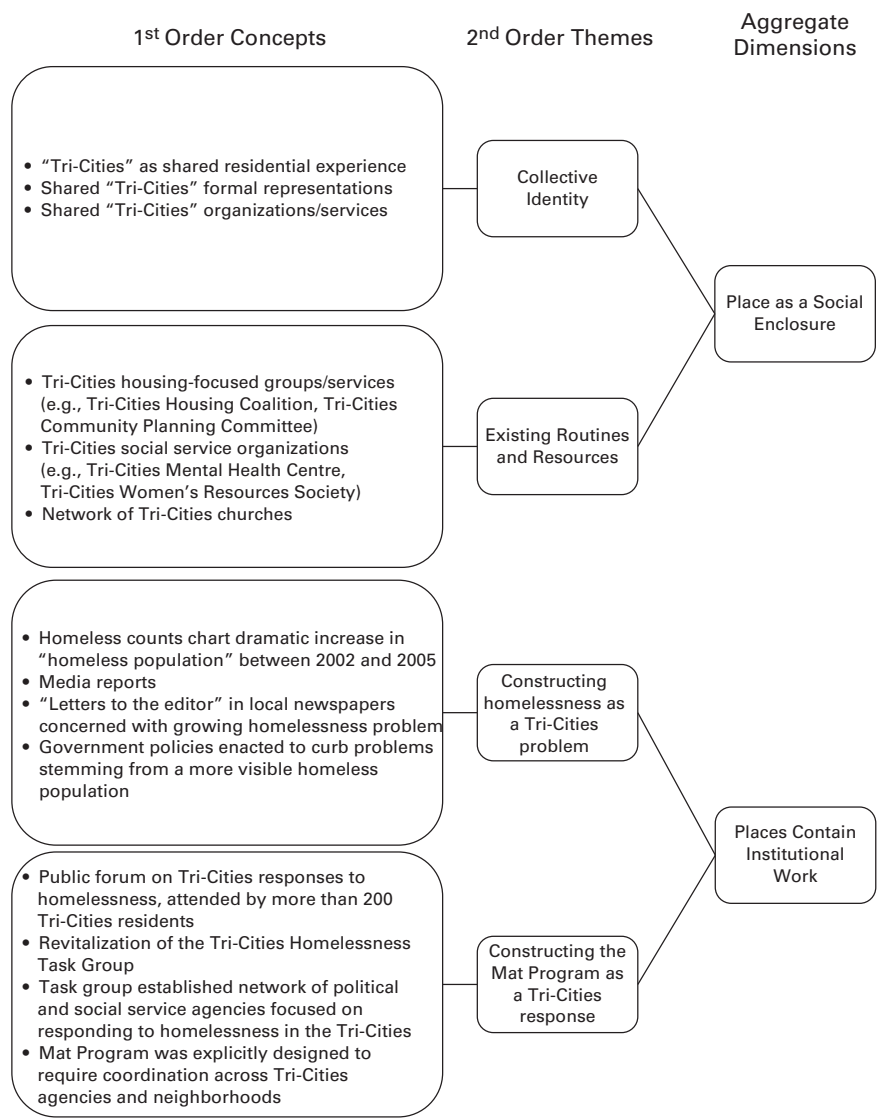 1st Order Concepts
2nd Order Themes
Aggregate
Dimensions
• “Tri-Cities” as shared residential experience
• Shared “Tri-Cities” formal representations
• Shared “Tri-Cities” organizations/services
Collective
Identity
Place as a Social
Enclosure
• Tri-Cities housing-focused groups/services
(e.g., Tri-Cities Housing Coalition, Tri-Cities
Community Planning Committee)
• Tri-Cities social service organizations
(e.g., Tri-Cities Mental Health Centre,
Tri-Cities Women’s Resources Society)
• Network of Tri-Cities churches
Existing Routines
and Resources
• Homeless counts chart dramatic increase in
“homeless population” between 2002 and 2005
• Media reports
• “Letters to the editor” in local newspapers
concerned with growing homelessness problem
• Government policies enacted to curb problems
stemming from a more visible homeless
population
Constructing
homelessness as
a Tri-Cities
problem
Places Contain
Institutional
Work
• Public forum on Tri-Cities responses to
homelessness, attended by more than 200
Tri-Cities residents
• Revitalization of the Tri-Cities Homelessness
Task Group
• Task group established network of political
and social service agencies focused on
responding to homelessness in the Tri-Cities
• Mat Program was explicitly designed to
require coordination across Tri-Cities
agencies and neighborhoods
Constructing the
Mat Program as
a Tri-Cities
response